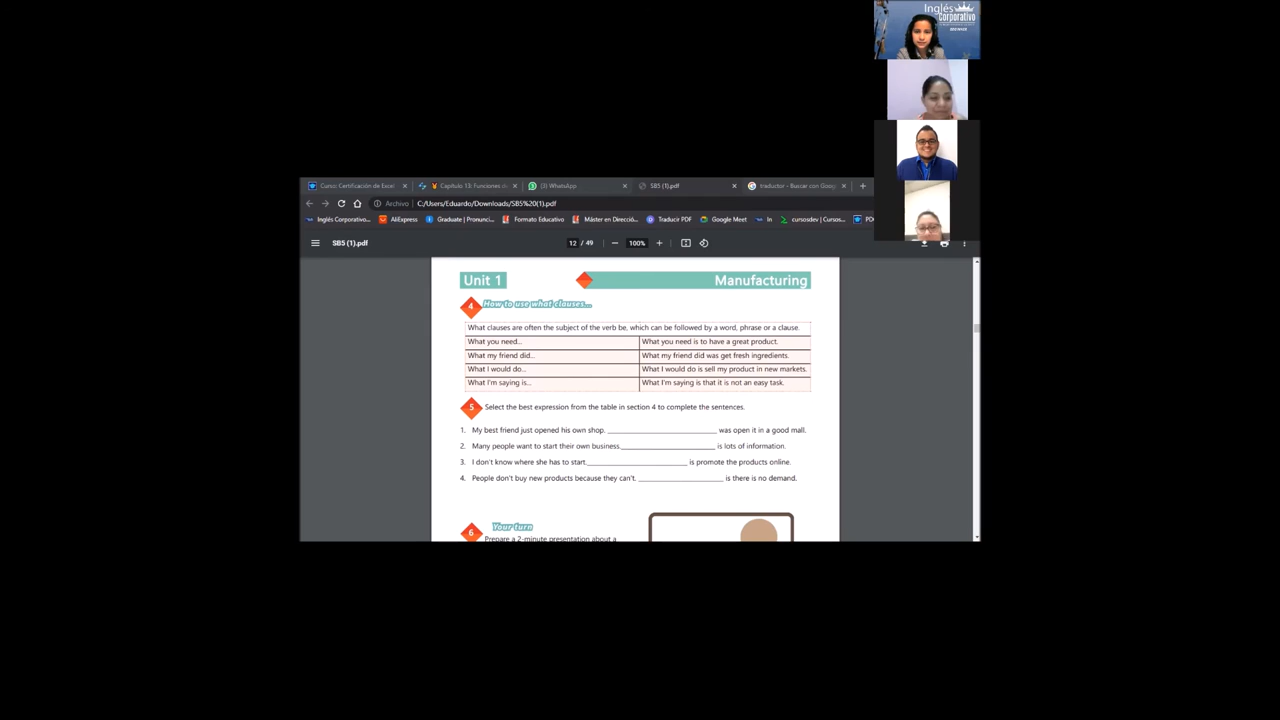 Inglés
Corporativo
Curso: Certificación de Excel
Capítulo 13: Funciones de
(3) WhatsApp
SB5 (1).pdf
traductor - Buscar con Googl
Archivo
C:/Users/Eduardo/Downloads/SB5%20(1).pdf
Inglés Corporativo...
AliExpress
Graduate | Pronunci...
Formato Educativo
Máster en Direcció...
Traducir PDF
Google Meet
In
cursosdev | Cursos...
SB5 (1).pdf
12 / 49
100%
Unit 1
Manufacturing
4 How to use what clauses...
What clauses are often the subject of the verb be, which can be followed by a word, phrase or a clause.
What you need... What you need is to have a great product.
What my friend did... What my friend did was get fresh ingredients.
What I would do... What I would do is sell my product in new markets.
What I'm saying is... What I'm saying is that it is not an easy task.
5 Select the best expression from the table in section 4 to complete the sentences.
1. My best friend just opened his own shop. ____________ was open it in a good mall.
2. Many people want to start their own business. ____________ is lots of information.
3. I don't know where she has to start. ____________ is promote the products online.
4. People don't buy new products because they can't. ____________ is there is no demand.
6 Your turn
Prepare a 2-minute presentation about a